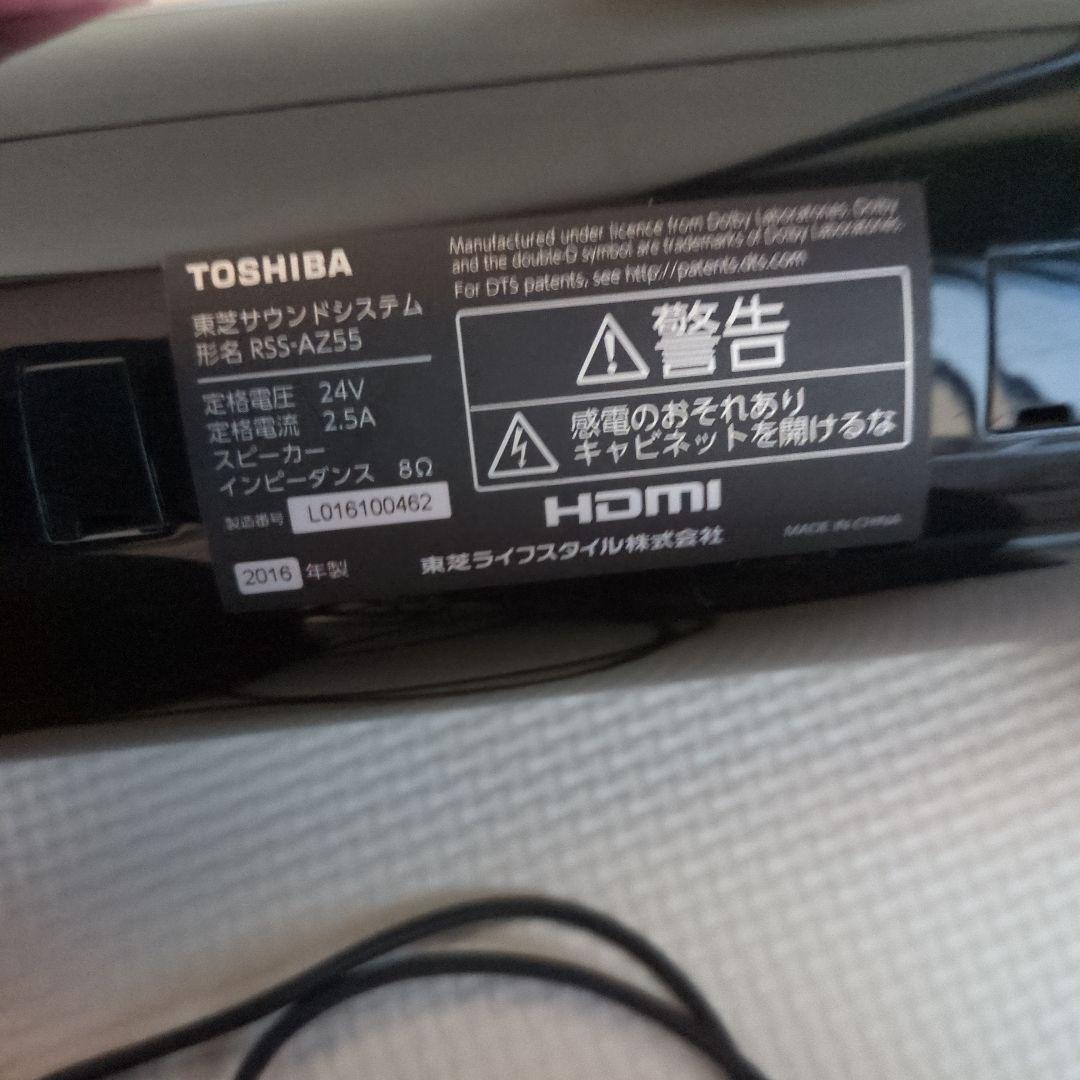 TOSHIBA
東芝サウンドシステム
形名 RSS-AZ55
定格電圧 24V
定格電流 2.5A
スピーカー
インピーダンス 8Ω
製造番号 L016100462
2016 年製
Manufactured under licence from Dolby Laboratories. Dolby
and the double-D symbol are trademarks of Dolby Laboratories.
For DTS patents, see http://patents.dts.com
警告
感電のおそれあり
キャビネットを開けるな
HDMI
東芝ライフスタイル株式会社
MADE IN CHINA